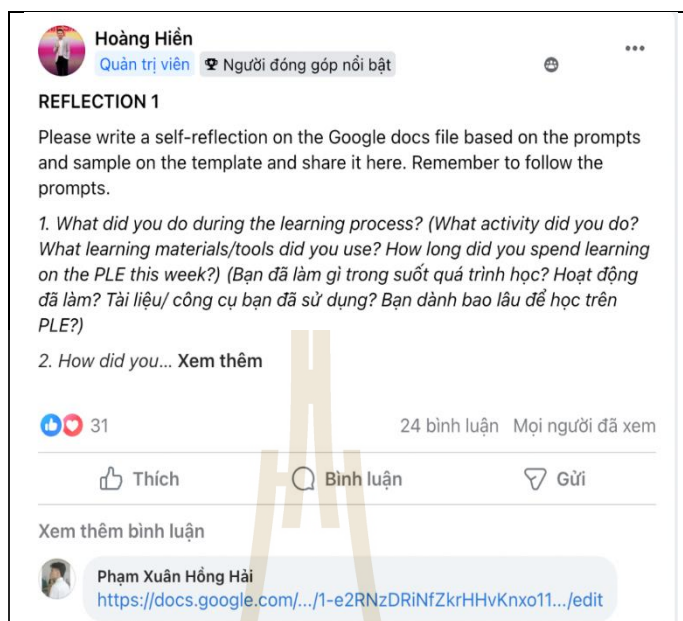 Hoàng Hiển
Quản trị viên Người đóng góp nổi bật
REFLECTION 1
Please write a self-reflection on the Google docs file based on the prompts
and sample on the template and share it here. Remember to follow the
prompts.
1. What did you do during the learning process? (What activity did you do?
What learning materials/tools did you use? How long did you spend learning
on the PLE this week?) (Bạn đã làm gì trong suốt quá trình học? Hoạt động
đã làm? Tài liệu/ công cụ bạn đã sử dụng? Bạn dành bao lâu để học trên
PLE?)
2. How did you... Xem thêm
31
24 bình luận Mọi người đã xem
Thích Bình luận Gửi
Xem thêm bình luận
Phạm Xuân Hồng Hải
https://docs.google.com/.../1-e2RNzDRiNfZkrHHvKnxo11.../edit